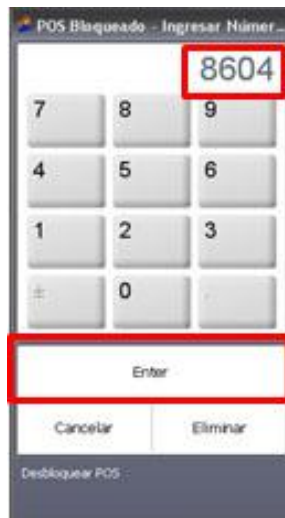 POS Bloqueado - Ingresar Númer...
8604
7 8 9
4 5 6
1 2 3
± 0 .
Enter
Cancelar Eliminar
Desbloquear POS